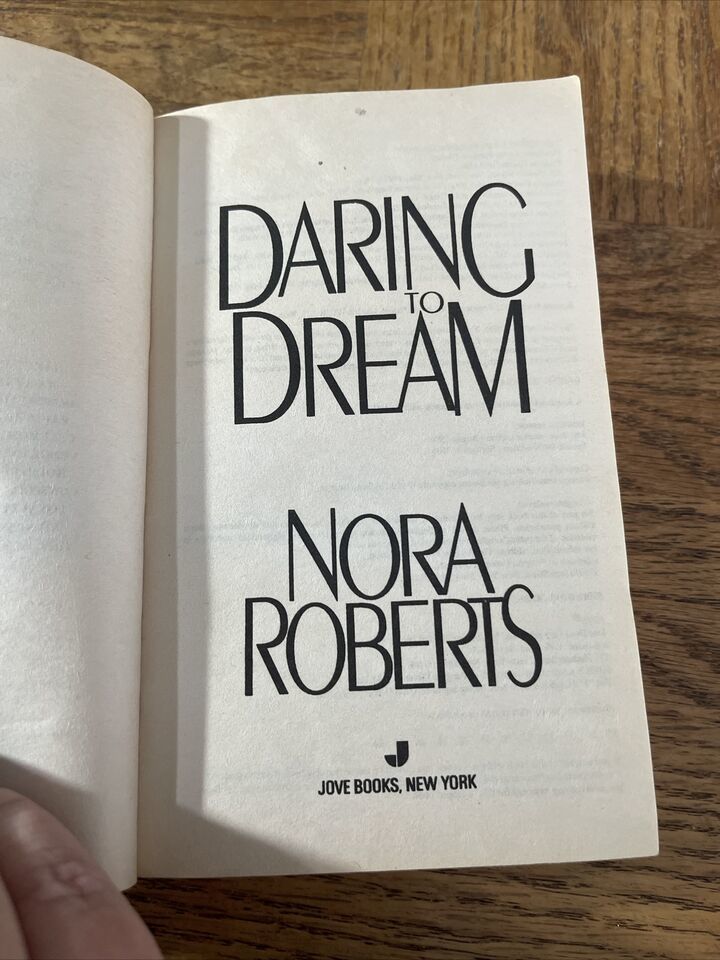 DARING
TO
DREAM
NORA
ROBERTS
J
JOVE BOOKS, NEW YORK